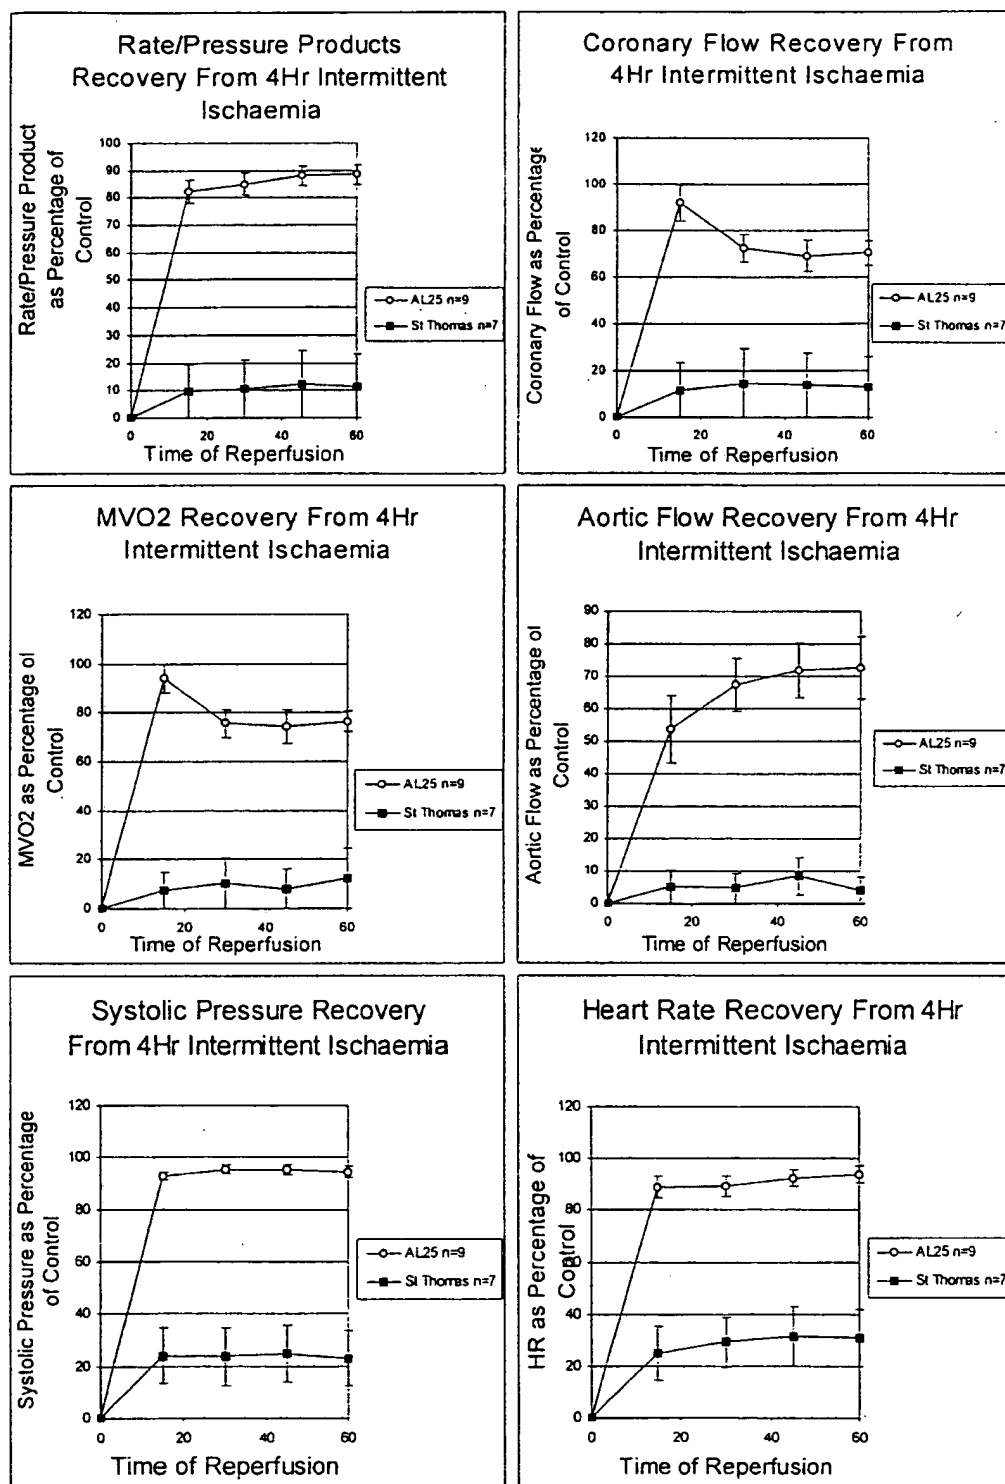 Rate/Pressure Products
Recovery From 4Hr Intermittent
Ischaemia
Rate/Pressure Product
as Percentage of
Control
100
90
80
70
60
50
40
30
20
10
0
0 20 40 60
Time of Reperfusion
AL25 n=9
St Thomas n=7
Coronary Flow Recovery From
4Hr Intermittent Ischaemia
Coronary Flow as Percentage
of Control
120
100
80
60
40
20
0
0 20 40 60
Time of Reperfusion
AL25 n=9
St Thomas n=7
MVO2 Recovery From 4Hr
Intermittent Ischaemia
MVO2 as Percentage of
Control
120
100
80
60
40
20
0
0 20 40 60
Time of Reperfusion
AL25 n=9
St Thomas n=7
Aortic Flow Recovery From 4Hr
Intermittent Ischaemia
Aortic Flow as Percentage of
Control
90
80
70
60
50
40
30
20
10
0
0 20 40 60
Time of Reperfusion
AL25 n=9
St Thomas n=7
Systolic Pressure Recovery
From 4Hr Intermittent Ischaemia
Systolic Pressure as Percentage
of Control
120
100
80
60
40
20
0
0 20 40 60
Time of Reperfusion
AL25 n=9
St Thomas n=7
Heart Rate Recovery From 4Hr
Intermittent Ischaemia
HR as Percentage of
Control
120
100
80
60
40
20
0
0 20 40 60
Time of Reperfusion
AL25 n=9
St Thomas n=7